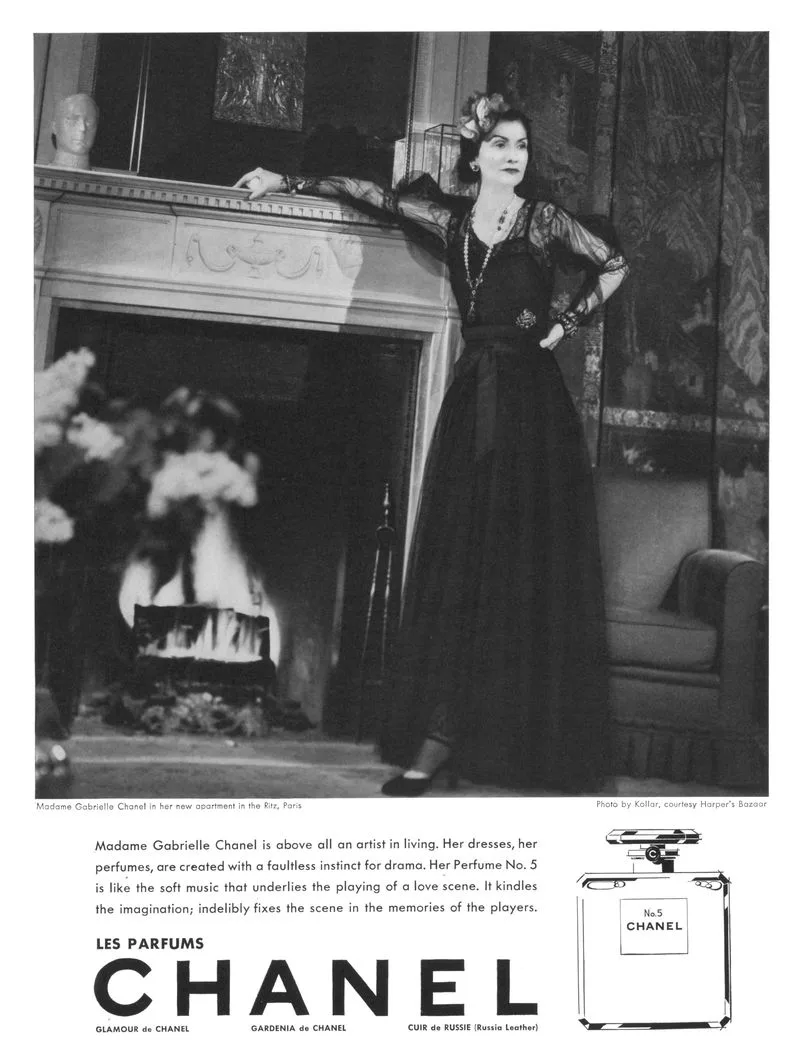 Madame Gabrielle Chanel in her new apartment in the Ritz, Paris
Photo by Kollar, courtesy Harper's Bazaar
Madame Gabrielle Chanel is above all an artist in living. Her dresses, her
perfumes, are created with a faultless instinct for drama. Her Perfume No. 5
is like the soft music that underlies the playing of a love scene. It kindles
the imagination; indelibly fixes the scene in the memories of the players.
No.5
CHANEL
LES PARFUMS
CHANEL
GLAMOUR de CHANEL
GARDENIA de CHANEL
CUIR de RUSSIE (Russia Leather)